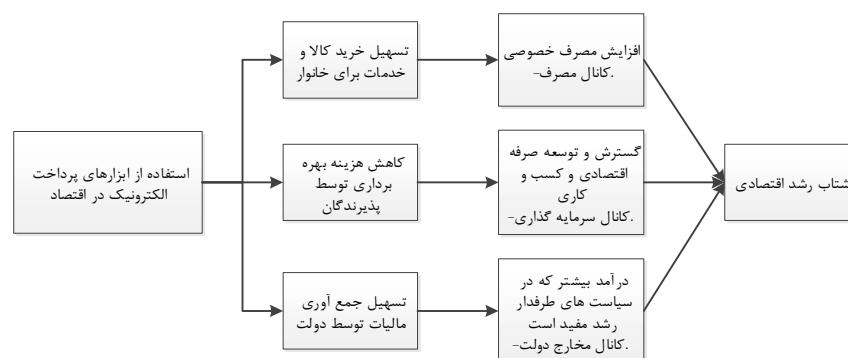 استفاده از ابزارهای پرداخت
الکترونیک در اقتصاد
تسهیل خرید کالا و
خدمات برای خانوار
افزایش مصرف خصوصی
.کانال مصرف-
کاهش هزینه بهره
برداری توسط
پذیرندگان
گسترش و توسعه صرفه
اقتصادی و کسب و
کاری
.کانال سرمایه گذاری-
تسهیل جمع آوری
مالیات توسط دولت
درآمد بیشتر که در
سیاست های طرفدار
رشد مفید است
.کانال مخارج دولت-
شتاب رشد اقتصادی